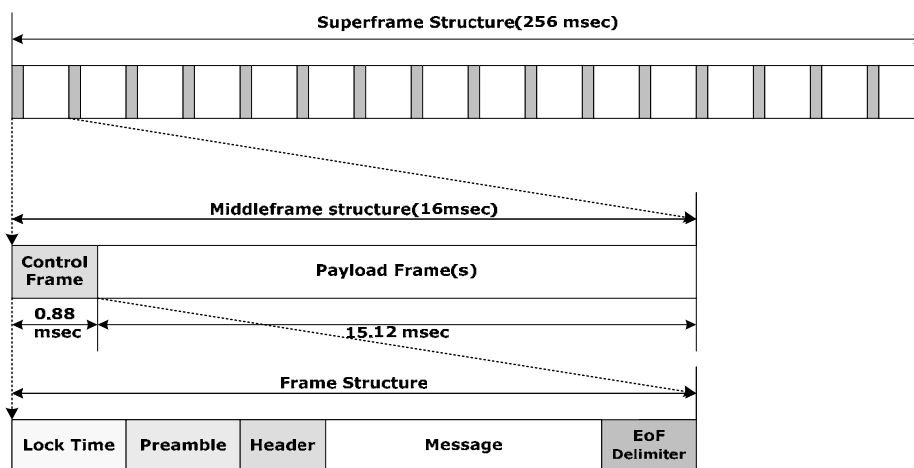 Superframe Structure(256 msec)
Middleframe structure(16msec)
Control
Frame
Payload Frame(s)
0.88
msec
15.12 msec
Frame Structure
Lock Time
Preamble
Header
Message
EoF
Delimiter